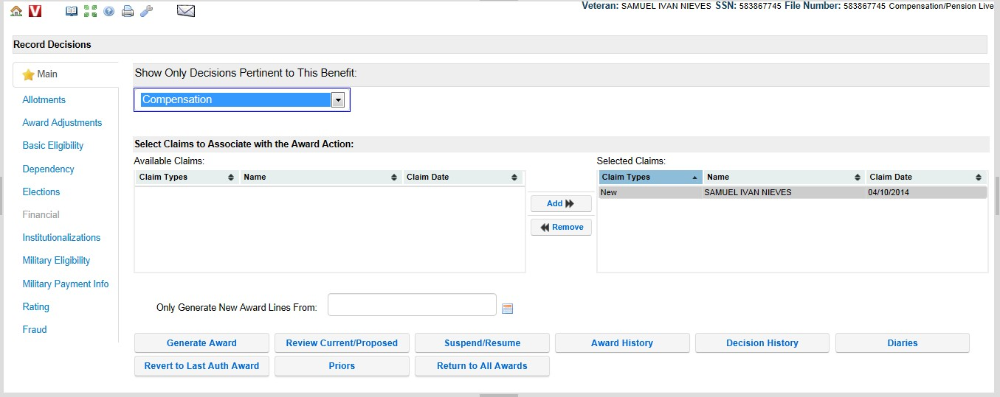 Veteran: SAMUEL IVAN NIEVES SSN: 583867745 File Number: 583867745 Compensation/Pension Live
Record Decisions
Main
Allotments
Award Adjustments
Basic Eligibility
Dependency
Elections
Financial
Institutionalizations
Military Eligibility
Military Payment Info
Rating
Fraud
Show Only Decisions Pertinent to This Benefit:
Compensation
Select Claims to Associate with the Award Action:
Available Claims:
Claim Types Name Claim Date
Add
Remove
Selected Claims:
Claim Types Name Claim Date
New SAMUEL IVAN NIEVES 04/10/2014
Only Generate New Award Lines From:
Generate Award Review Current/Proposed Suspend/Resume Award History Decision History Diaries
Revert to Last Auth Award Priors Return to All Awards